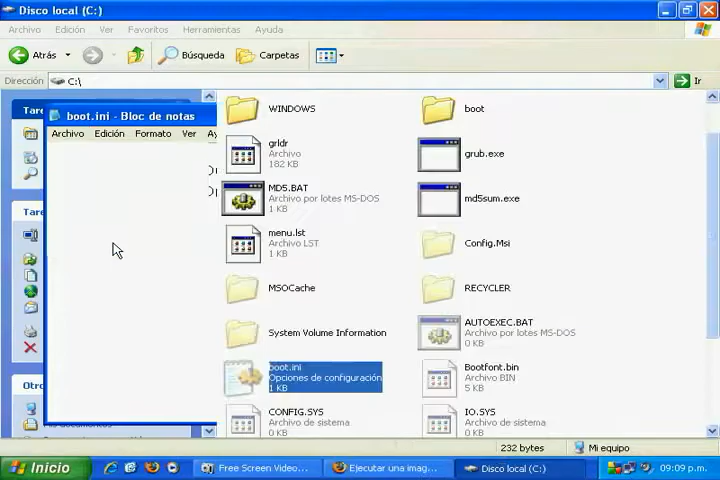 Disco local (C:)
Archivo Edición Ver Favoritos Herramientas Ayuda
Atrás Búsqueda Carpetas
Dirección C:\ Ir
Tare
boot.ini - Bloc de notas
Archivo Edición Formato Ver Ay
WINDOWS
boot
grldr
Archivo
182 KB
grub.exe
MD5.BAT
Archivo por lotes MS-DOS
1 KB
md5sum.exe
menu.lst
Archivo LST
1 KB
Config.Msi
Tare
MSOCache
RECYCLER
System Volume Information
AUTOEXEC.BAT
Archivo por lotes MS-DOS
0 KB
boot.ini
Opciones de configuración
1 KB
Bootfont.bin
Archivo BIN
5 KB
Otro
CONFIG.SYS
Archivo de sistema
0 KB
IO.SYS
Archivo de sistema
0 KB
232 bytes Mi equipo
Inicio Free Screen Video... Ejecutar una imag... Disco local (C:) 09:09 p.m.